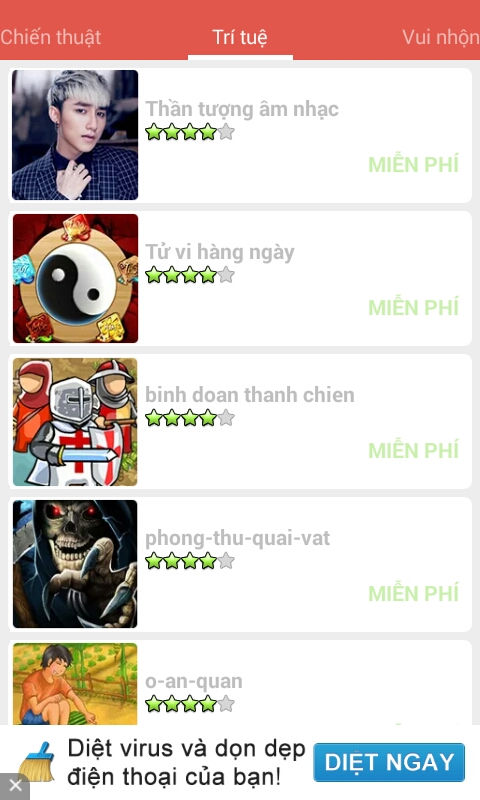 Chiến thuật
Trí tuệ
Vui nhộn
Thần tượng âm nhạc
MIỄN PHÍ
Tử vi hàng ngày
MIỄN PHÍ
binh doan thanh chien
MIỄN PHÍ
phong-thu-quai-vat
MIỄN PHÍ
o-an-quan
Diệt virus và dọn dẹp
điện thoại của bạn!
DIỆT NGAY